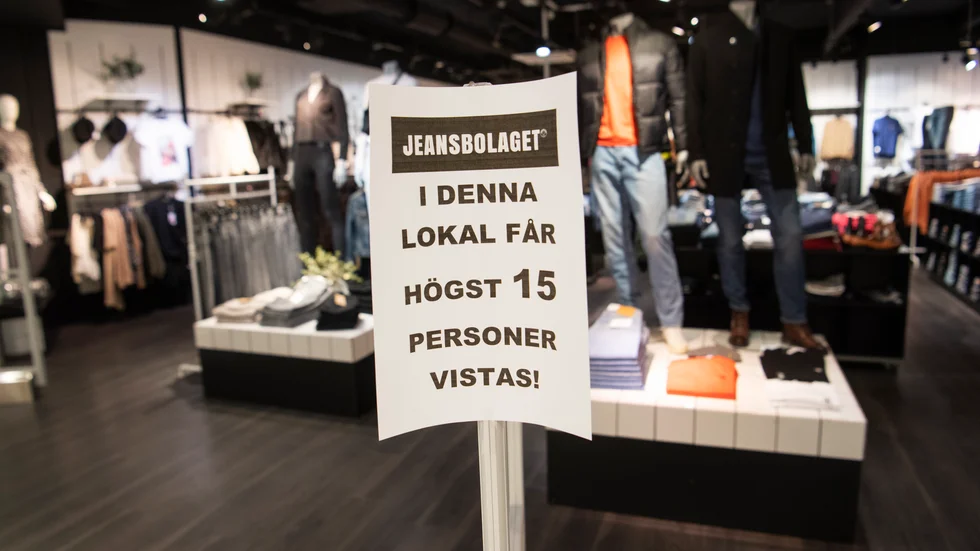 JEANSBOLAGET
I DENNA
LOKAL FÅR
HÖGST 15
PERSONER
VISTAS!